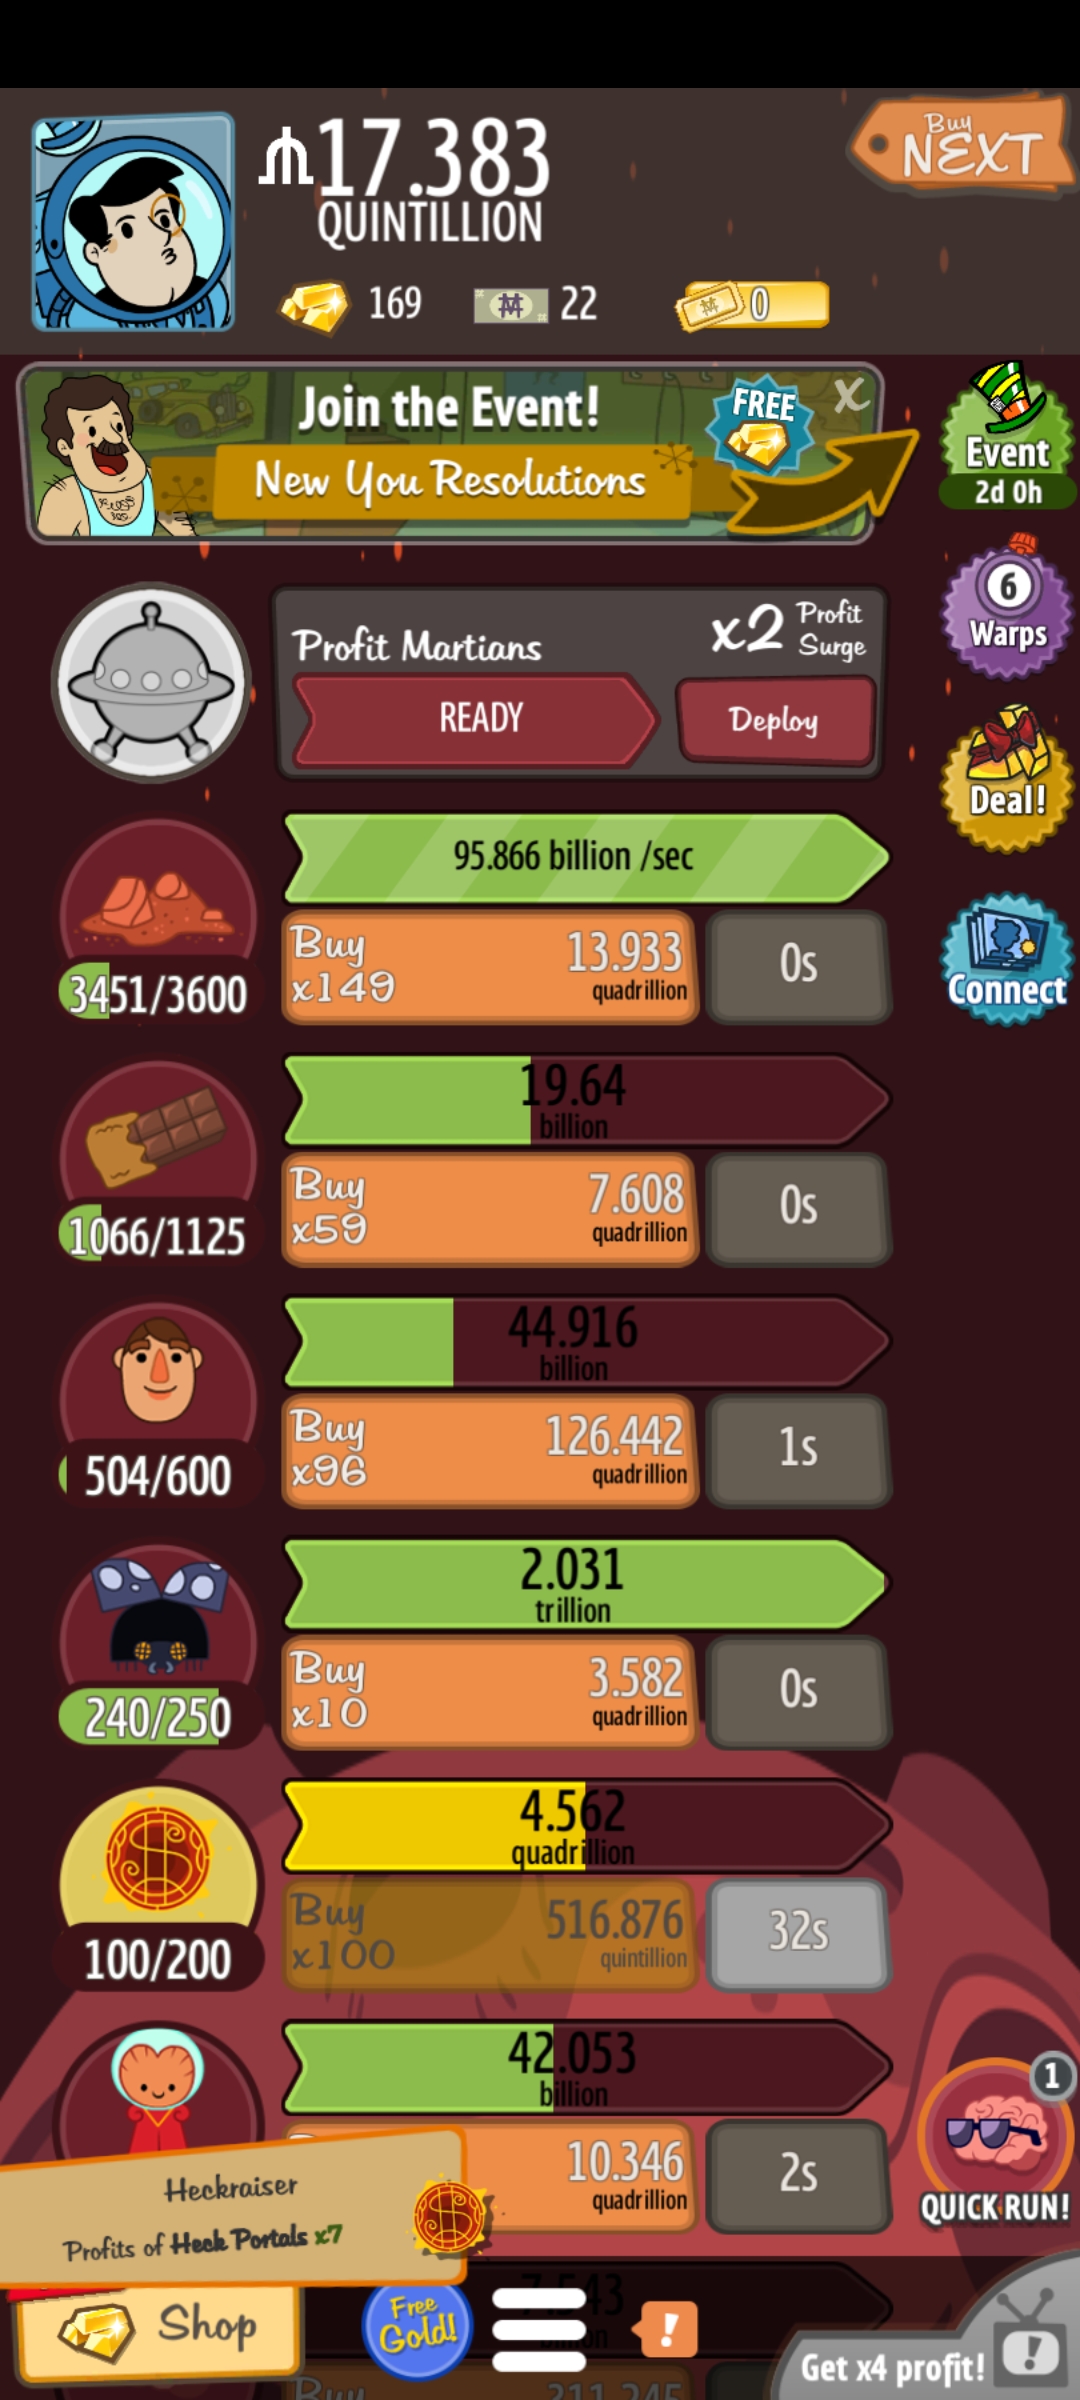 Buy
NEXT
17.383
QUINTILLION
169
22
0
Join the Event!
FREE
X
New You Resolutions
Event
2d 0h
6
Warps
Profit Martians
x2 Profit Surge
READY
Deploy
Deal!
95.866 billion /sec
Buy x149
13.933 quadrillion
0s
3451/3600
Connect
19.64 billion
Buy x59
7.608 quadrillion
0s
1066/1125
44.916 billion
Buy x96
126.442 quadrillion
1s
504/600
2.031 trillion
Buy x10
3.582 quadrillion
0s
240/250
4.562 quadrillion
Buy x100
516.876 quintillion
32s
100/200
42.053 billion
10.346 quadrillion
2s
1
QUICK RUN!
Heckraiser
Profits of Heck Portals x7
Shop
Free Gold!
!
Get x4 profit!
!
Buy